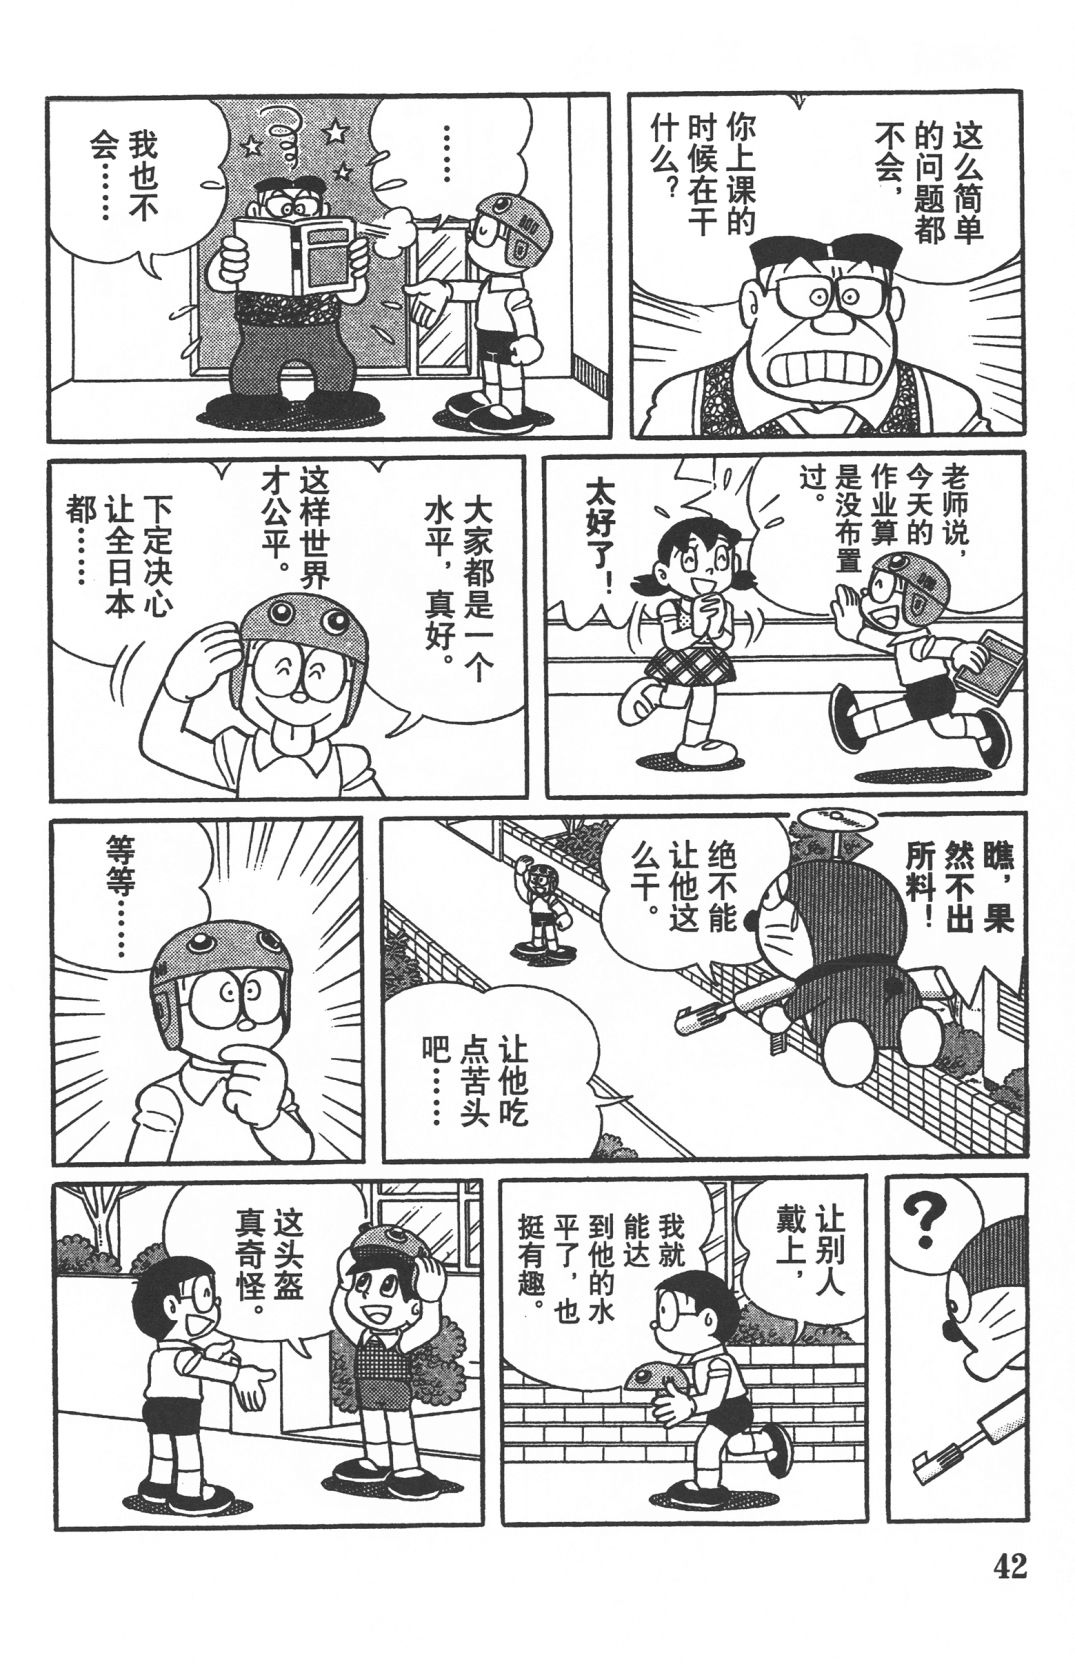 这么简单
的问题都
不会，
你上课的
时候在干
什么？
……
我也不
会……
老师说，
今天的
作业算
是没布置
过。
太好了！
大家都是一个
水平，真好。
这样世界
才公平。
下定决心
让全日本
都……
瞧，果
然不出
所料！
绝不能
让他这
么干。
让他吃
点苦头
吧……
等等……
？
让别人
戴上，
我就
能达
到他的水
平了，也
挺有趣。
这头盔
真奇怪。
42